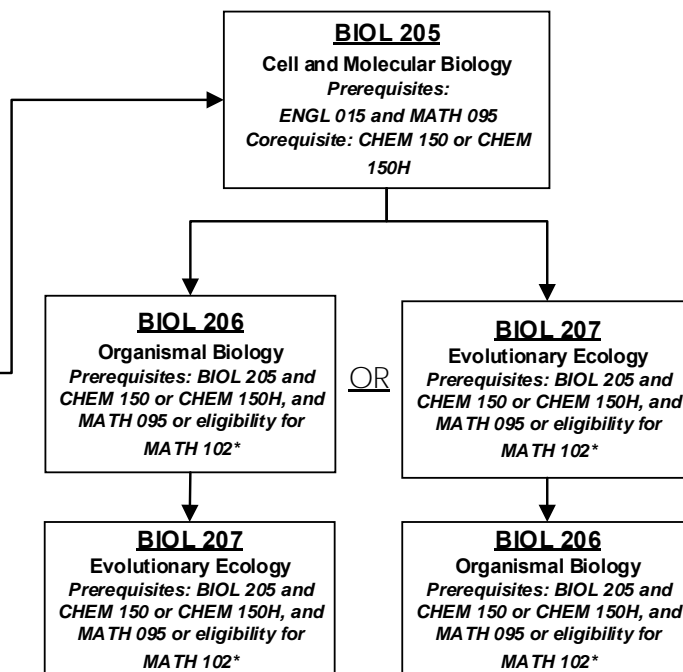 BIOL 205
Cell and Molecular Biology
Prerequisites:
ENGL 015 and MATH 095
Corequisite: CHEM 150 or CHEM
150H
BIOL 206
Organismal Biology
Prerequisites: BIOL 205 and
CHEM 150 or CHEM 150H, and
MATH 095 or eligibility for
MATH 102*
OR
BIOL 207
Evolutionary Ecology
Prerequisites: BIOL 205 and
CHEM 150 or CHEM 150H, and
MATH 095 or eligibility for
MATH 102*
BIOL 207
Evolutionary Ecology
Prerequisites: BIOL 205 and
CHEM 150 or CHEM 150H, and
MATH 095 or eligibility for
MATH 102*
BIOL 206
Organismal Biology
Prerequisites: BIOL 205 and
CHEM 150 or CHEM 150H, and
MATH 095 or eligibility for
MATH 102*